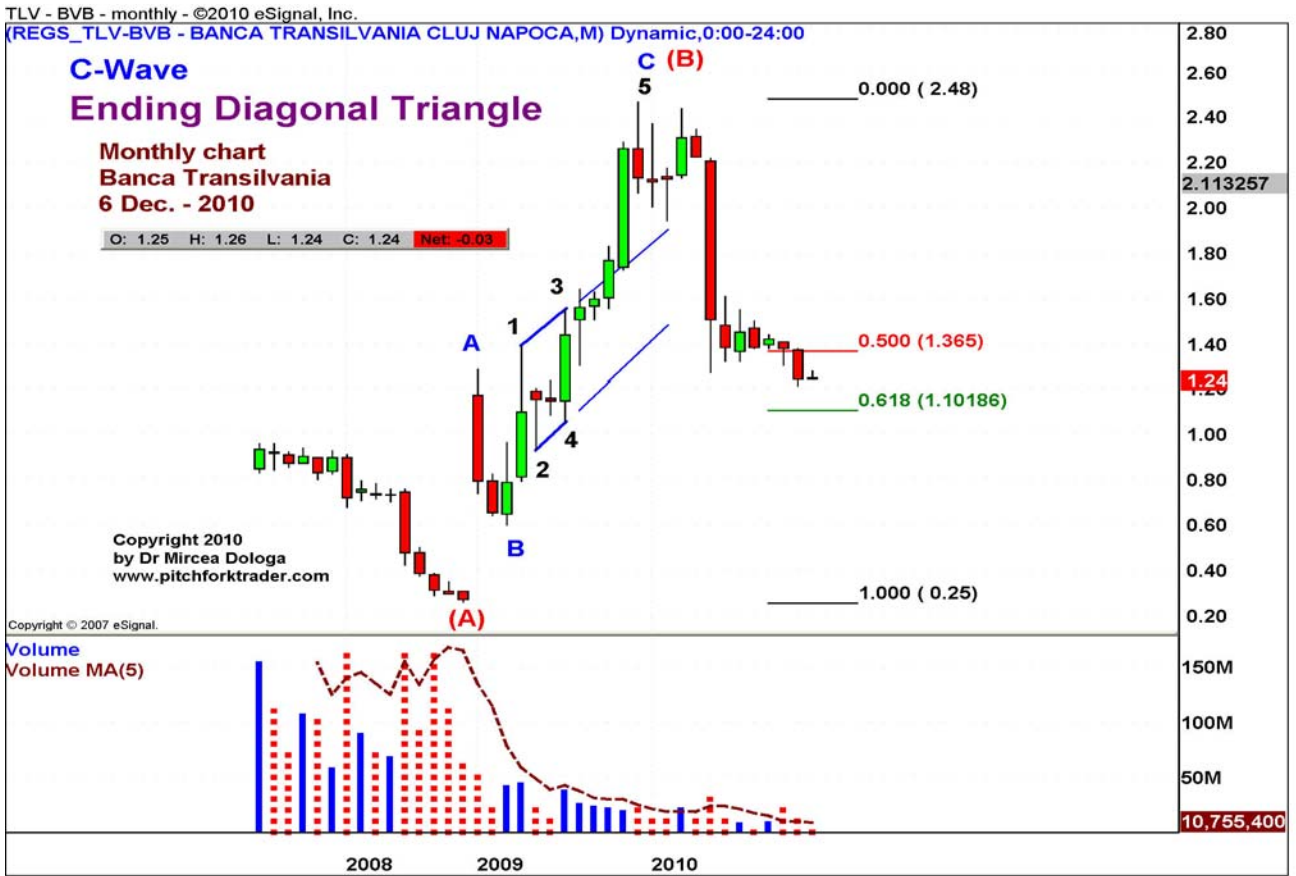 TLV - BVB - monthly - ©2010 eSignal, Inc.
(REGS_TLV-BVB - BANCA TRANSILVANIA CLUJ NAPOCA,M) Dynamic,0:00-24:00
C-Wave
Ending Diagonal Triangle
Monthly chart
Banca Transilvania
6 Dec. - 2010
O: 1.25 H: 1.26 L: 1.24 C: 1.24 Net: -0.03
C (B)
5
0.000 ( 2.48)
3
1
A
0.500 (1.365)
0.618 (1.10186)
4
2
B
Copyright 2010
by Dr Mircea Dologa
www.pitchforktrader.com
1.000 ( 0.25)
(A)
Copyright © 2007 eSignal.
2.80
2.60
2.40
2.20
2.113257
2.00
1.80
1.60
1.40
1.24
1.20
1.00
0.80
0.60
0.40
0.20
Volume
Volume MA(5)
150M
100M
50M
10,755,400
2008 2009 2010